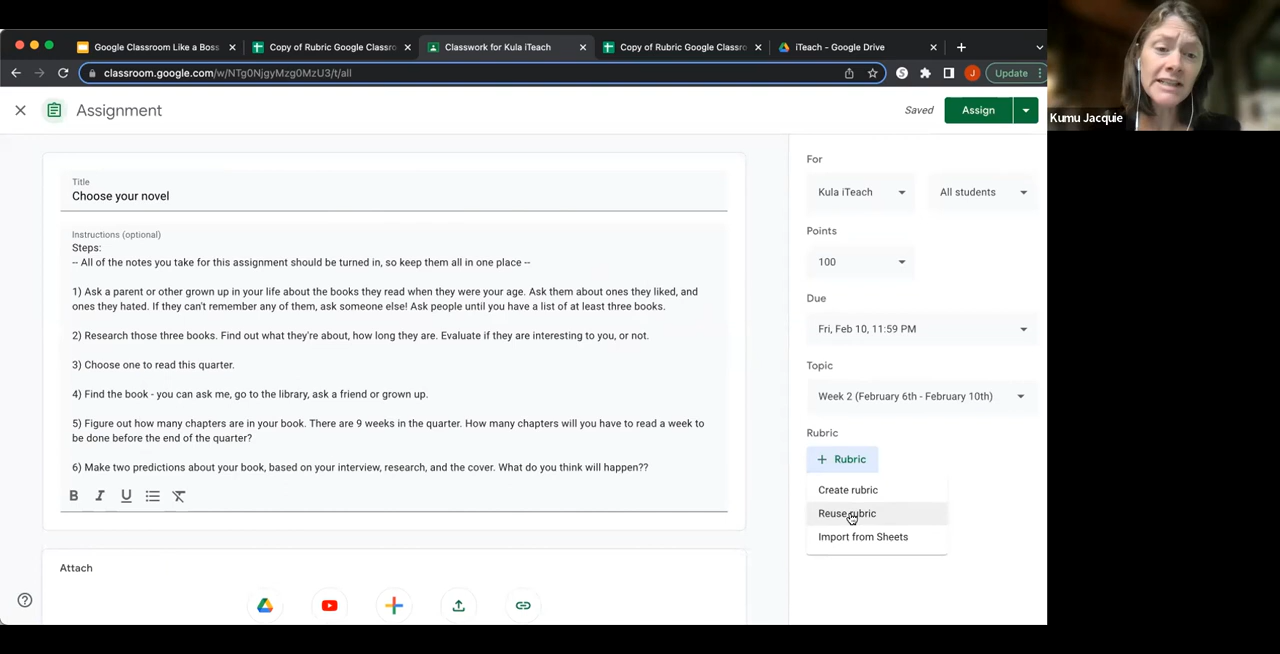 Google Classroom Like a Boss
Copy of Rubric Google Classro
Classwork for Kula iTeach
Copy of Rubric Google Classro
iTeach - Google Drive
classroom.google.com/w/NTg0NjgyMzg0MzU3/t/all
S
J
Update
Kumu Jacquie
Assignment
Saved
Assign
Title
Choose your novel
Instructions (optional)
Steps:
-- All of the notes you take for this assignment should be turned in, so keep them all in one place --
1) Ask a parent or other grown up in your life about the books they read when they were your age. Ask them about ones they liked, and
ones they hated. If they can't remember any of them, ask someone else! Ask people until you have a list of at least three books.
2) Research those three books. Find out what they're about, how long they are. Evaluate if they are interesting to you, or not.
3) Choose one to read this quarter.
4) Find the book - you can ask me, go to the library, ask a friend or grown up.
5) Figure out how many chapters are in your book. There are 9 weeks in the quarter. How many chapters will you have to read a week to
be done before the end of the quarter?
6) Make two predictions about your book, based on your interview, research, and the cover. What do you think will happen??
B I U
Attach
For
Kula iTeach
All students
Points
100
Due
Fri, Feb 10, 11:59 PM
Topic
Week 2 (February 6th - February 10th)
Rubric
+ Rubric
Create rubric
Reuse rubric
Import from Sheets